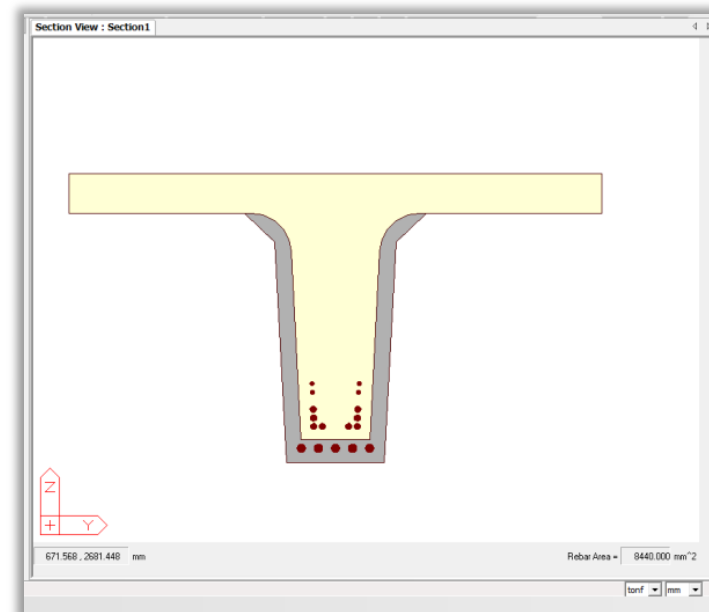 Section View : Section1
Z
Y
671.568 , 2681.448 mm
Rebar Area = 8440.000 mm^2
tonf mm